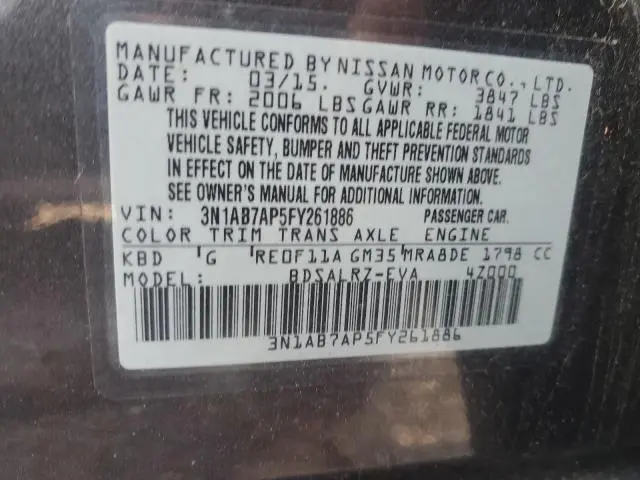 MANUFACTURED BY NISSAN MOTOR CO., LTD.
DATE: 03/15. GVWR: 3847 LBS
GAWR FR: 2006 LBS GAWR RR: 1841 LBS
THIS VEHICLE CONFORMS TO ALL APPLICABLE FEDERAL MOTOR
VEHICLE SAFETY, BUMPER AND THEFT PREVENTION STANDARDS
IN EFFECT ON THE DATE OF MANUFACTURE SHOWN ABOVE.
SEE OWNER'S MANUAL FOR ADDITIONAL INFORMATION.
VIN: 3N1AB7AP5FY261886 PASSENGER CAR.
COLOR TRIM TRANS AXLE ENGINE
KBD 'G 'RE0F11A GM35'MRA8DE 1798 CC
MODEL: BDSALRZ-EVA 4Z000
3N1AB7AP5FY261886